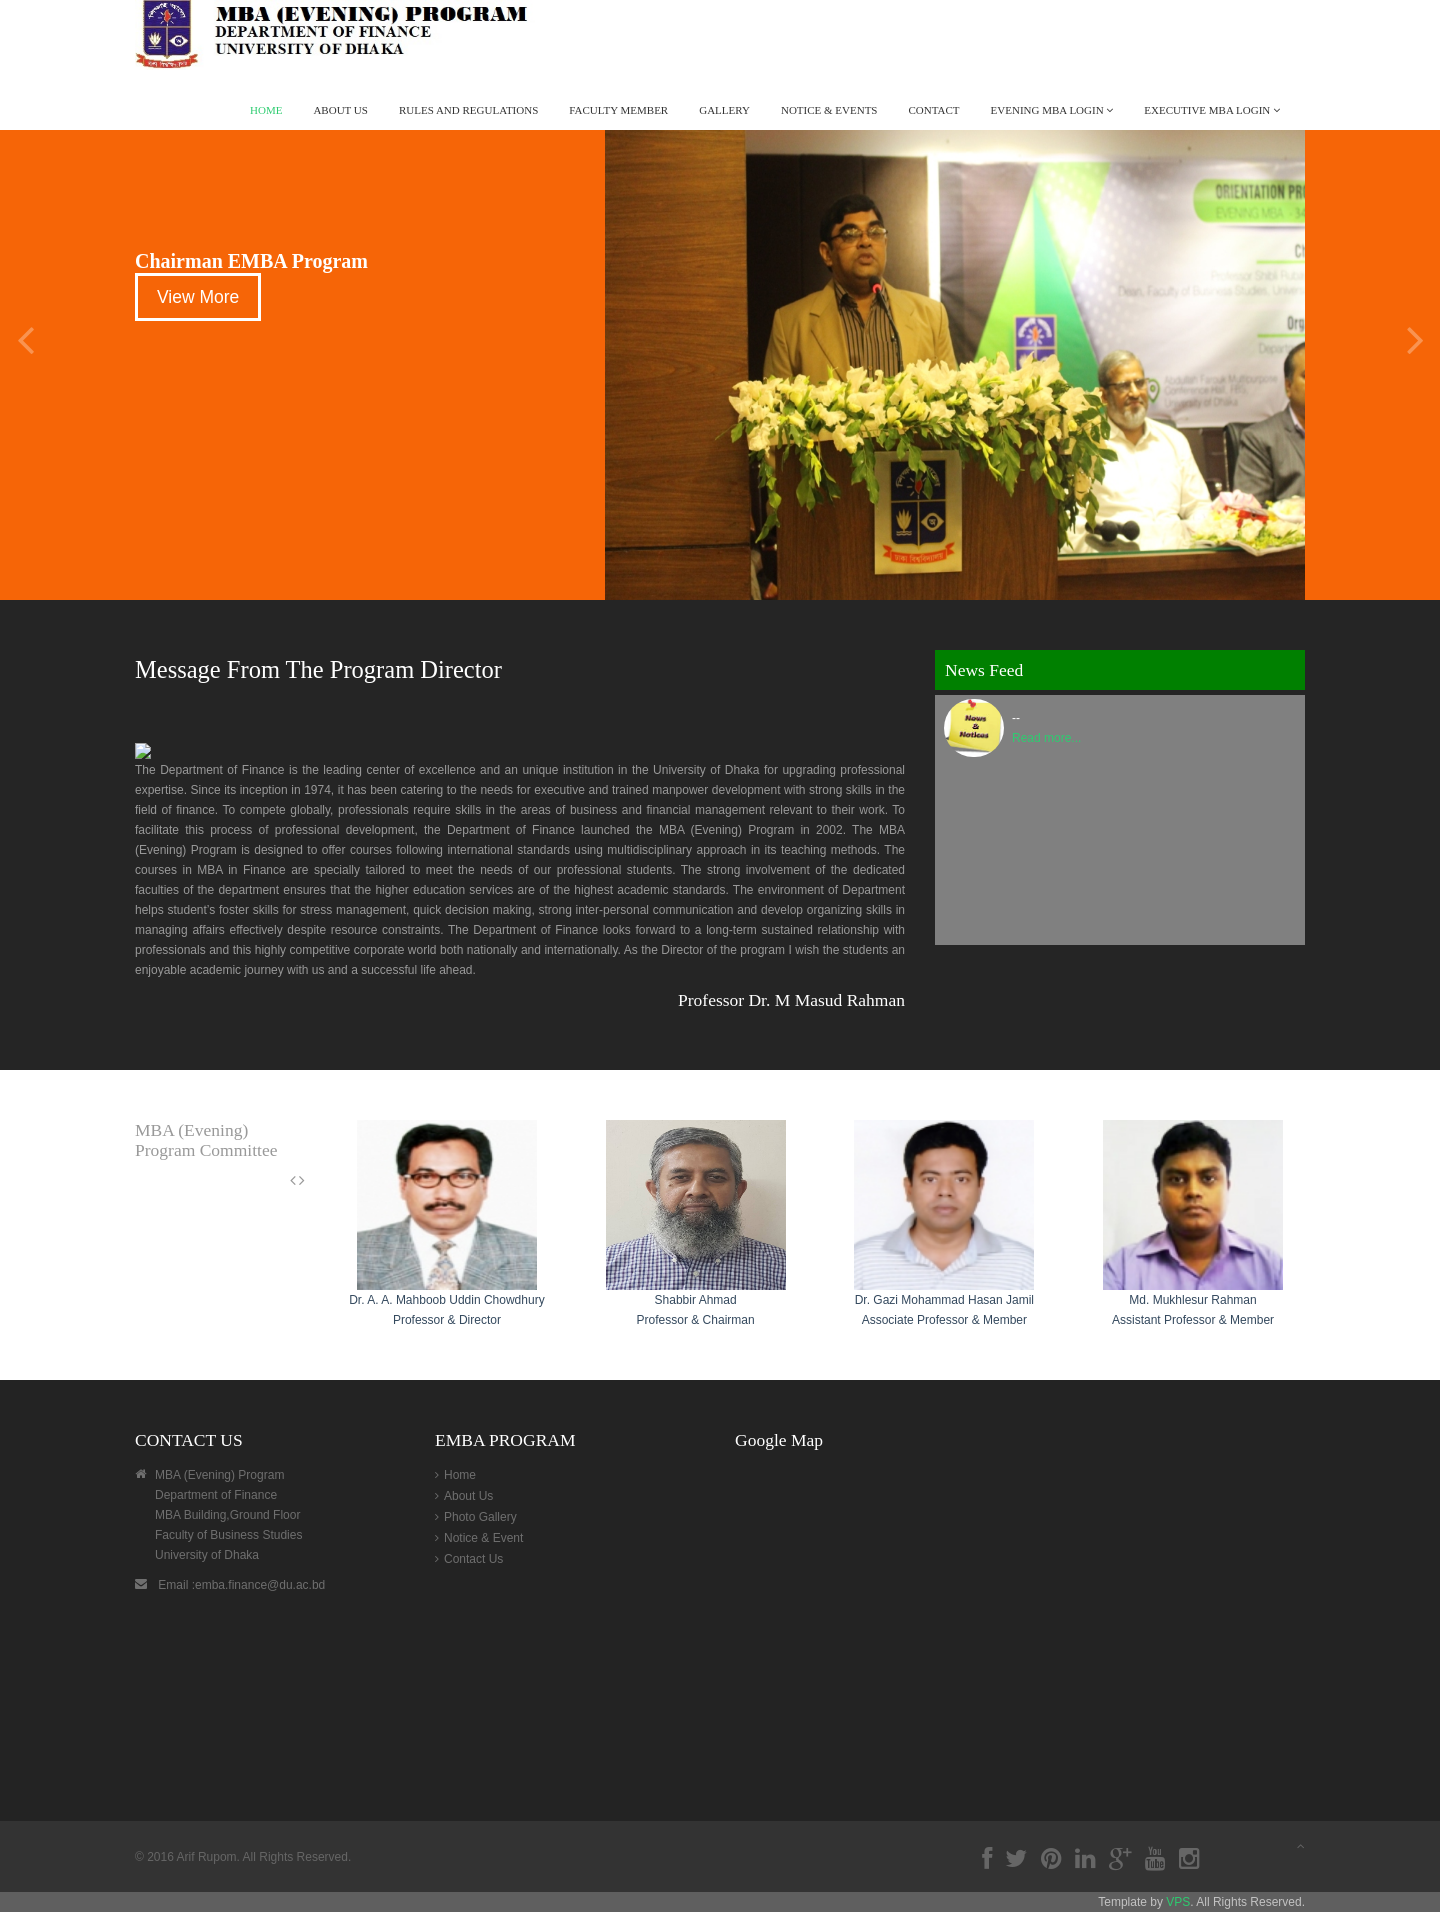 MBA (EVENING) PROGRAM
DEPARTMENT OF FINANCE
UNIVERSITY OF DHAKA
HOME ABOUT US RULES AND REGULATIONS FACULTY MEMBER GALLERY NOTICE & EVENTS CONTACT EVENING MBA LOGIN EXECUTIVE MBA LOGIN
Chairman EMBA Program
View More
ORIENTATION PR
EVENING MBA - 34
Dean, Faculty of Business Studies, Univers
Abdullah Farouk Multipurpose
Conference Hall, FBS,
University of Dhaka
Message From The Program Director
The Department of Finance is the leading center of excellence and an unique institution in the University of Dhaka for upgrading professional
expertise. Since its inception in 1974, it has been catering to the needs for executive and trained manpower development with strong skills in the
field of finance. To compete globally, professionals require skills in the areas of business and financial management relevant to their work. To
facilitate this process of professional development, the Department of Finance launched the MBA (Evening) Program in 2002. The MBA
(Evening) Program is designed to offer courses following international standards using multidisciplinary approach in its teaching methods. The
courses in MBA in Finance are specially tailored to meet the needs of our professional students. The strong involvement of the dedicated
faculties of the department ensures that the higher education services are of the highest academic standards. The environment of Department
helps student's foster skills for stress management, quick decision making, strong inter-personal communication and develop organizing skills in
managing affairs effectively despite resource constraints. The Department of Finance looks forward to a long-term sustained relationship with
professionals and this highly competitive corporate world both nationally and internationally. As the Director of the program I wish the students an
enjoyable academic journey with us and a successful life ahead.
Professor Dr. M Masud Rahman
News Feed
News
&
Notices
--
Read more...
MBA (Evening)
Program Committee
Dr. A. A. Mahboob Uddin Chowdhury
Professor & Director
Shabbir Ahmad
Professor & Chairman
Dr. Gazi Mohammad Hasan Jamil
Associate Professor & Member
Md. Mukhlesur Rahman
Assistant Professor & Member
CONTACT US
MBA (Evening) Program
Department of Finance
MBA Building,Ground Floor
Faculty of Business Studies
University of Dhaka
Email :emba.finance@du.ac.bd
EMBA PROGRAM
Home
About Us
Photo Gallery
Notice & Event
Contact Us
Google Map
© 2016 Arif Rupom. All Rights Reserved.
You
Tube
Template by VPS. All Rights Reserved.